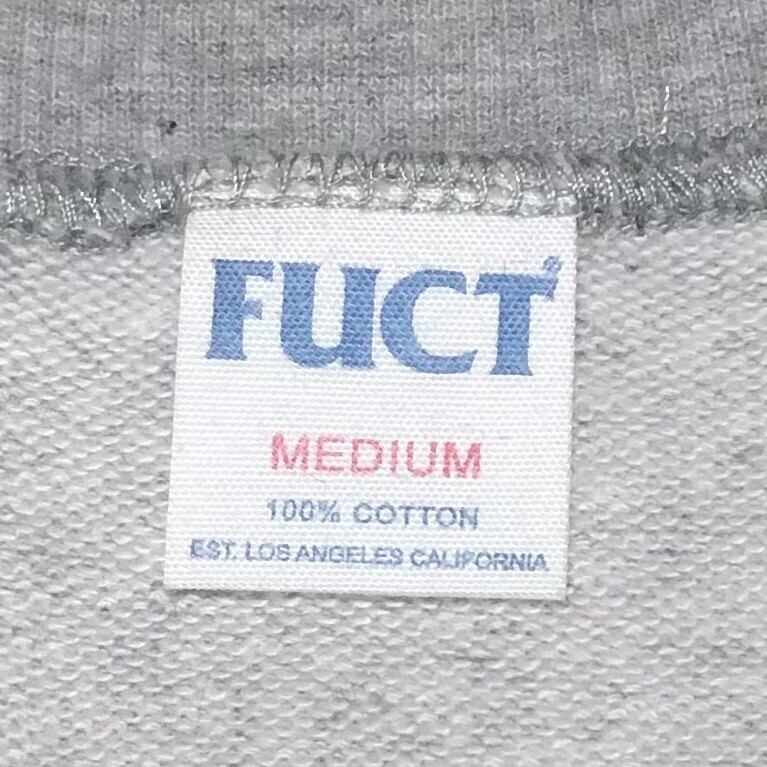 FUCT®
MEDIUM
100% COTTON
EST. LOS ANGELES CALIFORNIA